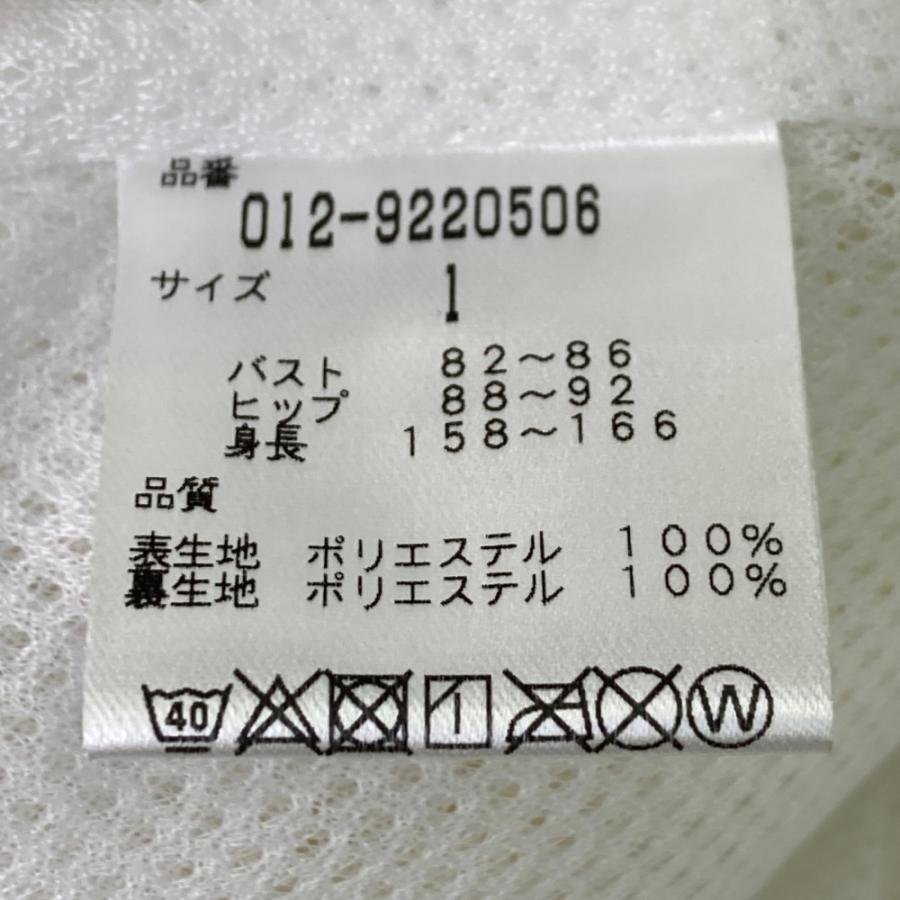 品番
012-9220506
サイズ 1
バスト 82～86
ヒップ 88～92
身長 158～166
品質
表生地 ポリエステル 100%
裏生地 ポリエステル 100%
40 W